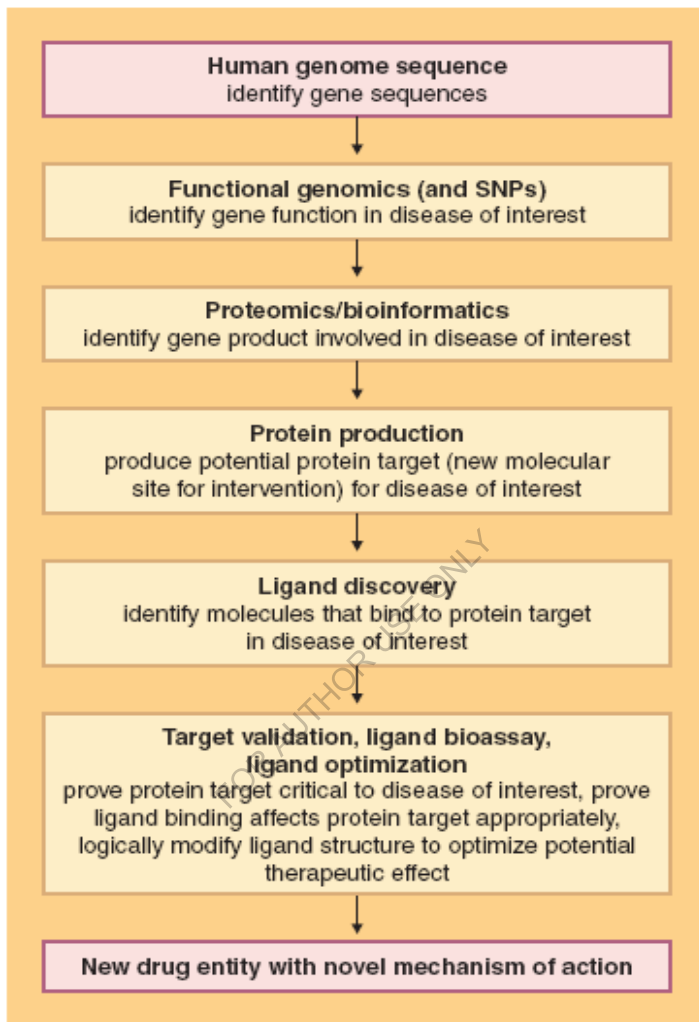 Human genome sequence
identify gene sequences
Functional genomics (and SNPs)
identify gene function in disease of interest
Proteomics/bioinformatics
identify gene product involved in disease of interest
Protein production
produce potential protein target (new molecular
site for intervention) for disease of interest
Ligand discovery
identify molecules that bind to protein target
in disease of interest
Target validation, ligand bioassay,
ligand optimization
prove protein target critical to disease of interest, prove
ligand binding affects protein target appropriately,
logically modify ligand structure to optimize potential
therapeutic effect
New drug entity with novel mechanism of action
FOR AUTHOR USE ONLY